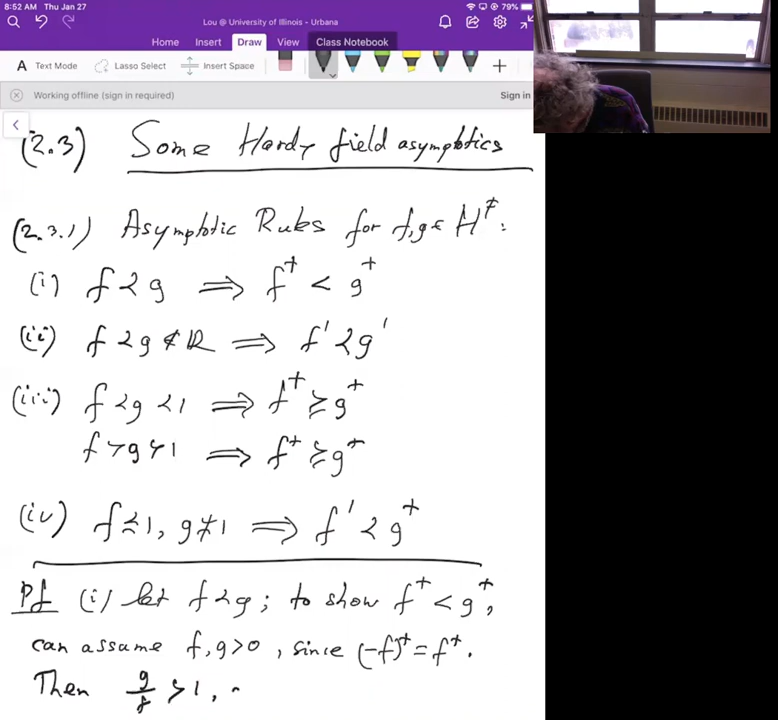 8:52 AM Thu Jan 27
79%
Lou @ University of Illinois - Urbana
Home Insert Draw View Class Notebook
A Text Mode Lasso Select Insert Space
Working offline (sign in required) Sign in
(2.3) Some Hardy field asymptotics
(2.3.1) Asymptotic Rules for f,g ∈ H^≠:
(i) f ≺ g ⟹ f^† < g^†
(ii) f ≺ g ∉ ℝ ⟹ f' ≺ g'
(iii) f ≺ g ≺ 1 ⟹ f^† ≽ g^†
f ≻ g ≻ 1 ⟹ f^† ≽ g^†
(iv) f ≼ 1, g ≭ 1 ⟹ f' ≺ g^†
Pf (i) let f ≺ g; to show f^† < g^†,
can assume f,g>0, since (-f)^† = f^†.
Then g/f ≻ 1,